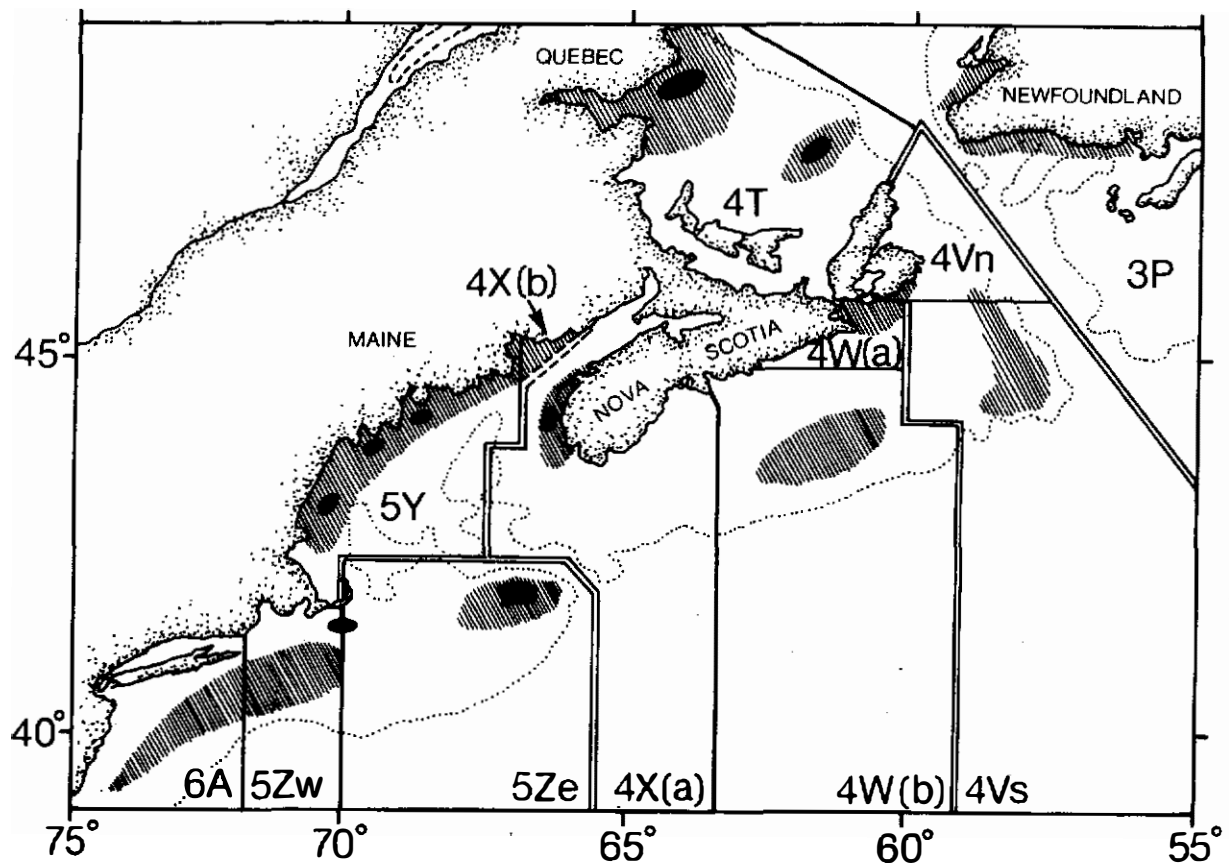 QUEBEC
NEWFOUNDLAND
4T
4Vn
3P
4X(b)
MAINE
45°
SCOTIA
4W(a)
NOVA
5Y
40°
6A
5Zw
5Ze
4X(a)
4W(b)
4Vs
75°
70°
65°
60°
55°